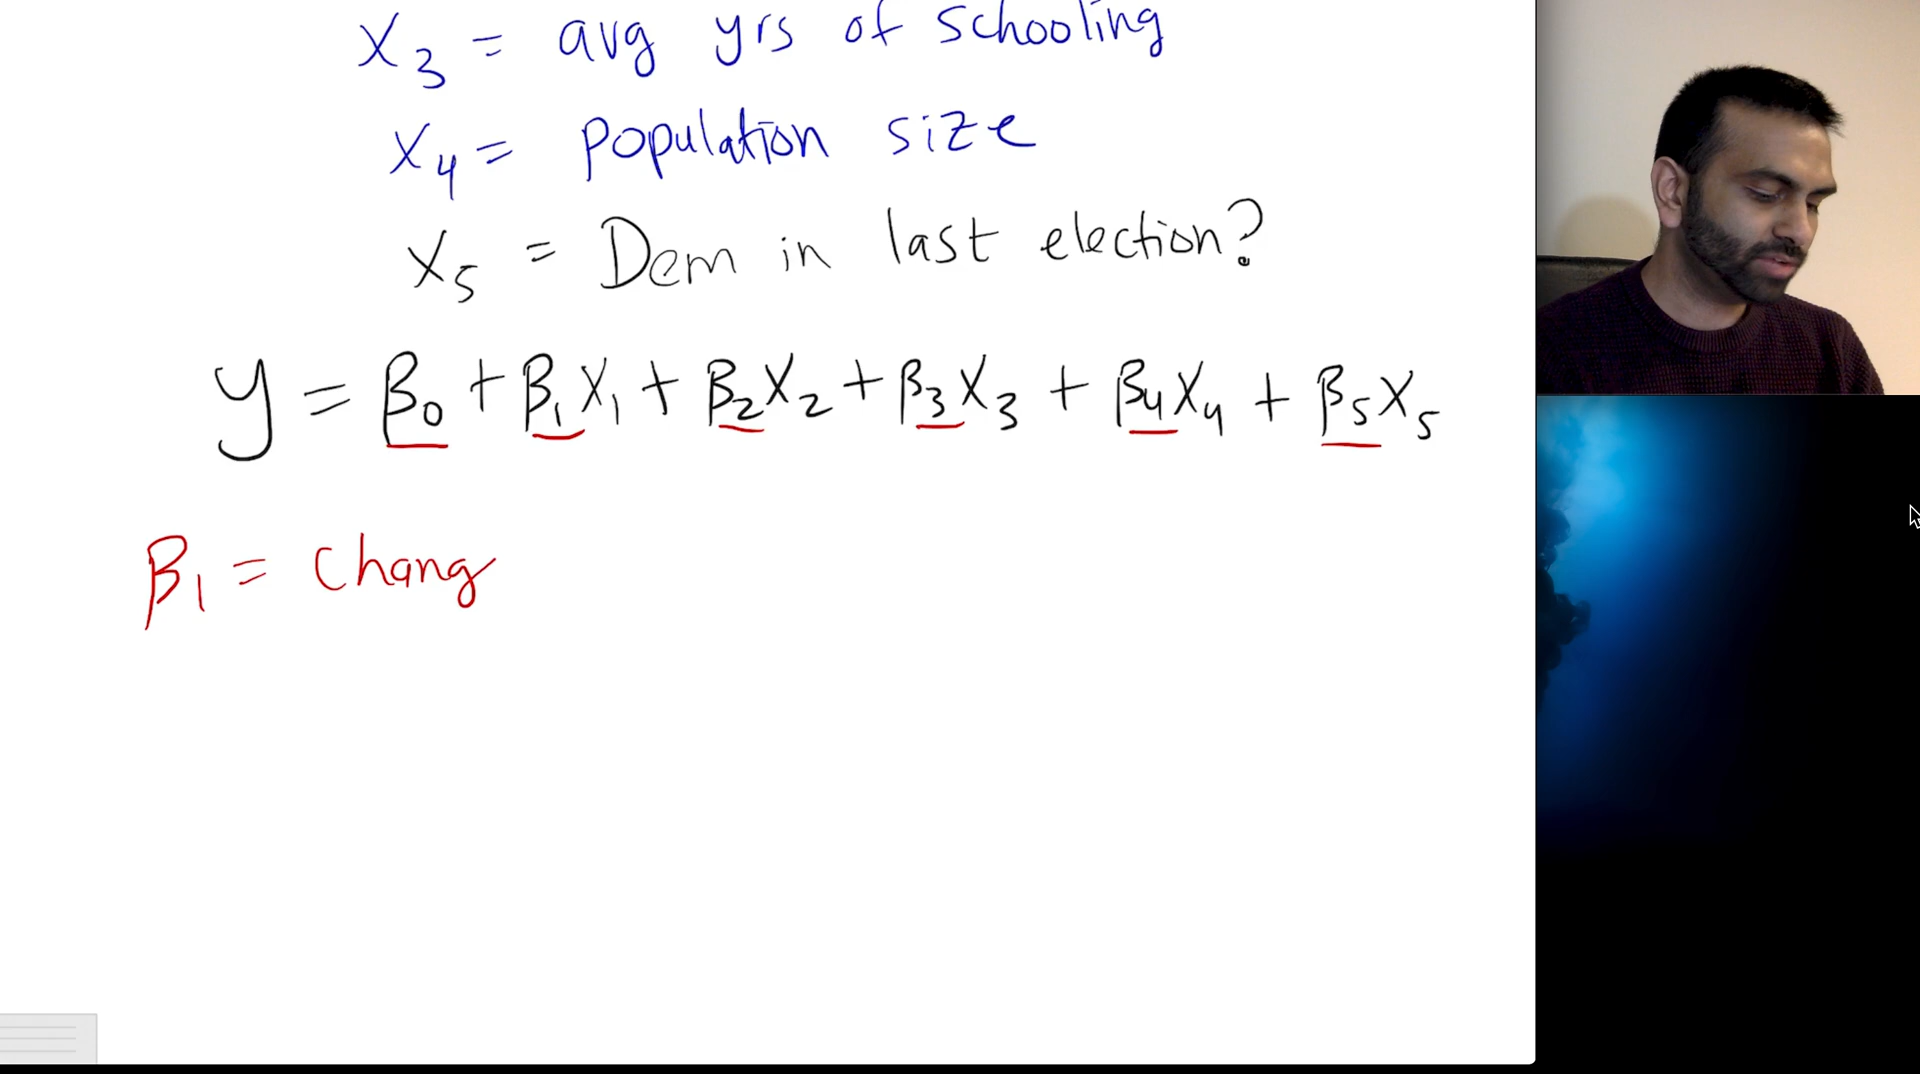 X₃ = avg yrs of schooling
X₄ = population size
X₅ = Dem in last election?
y = β₀ + β₁X₁ + β₂X₂ + β₃X₃ + β₄X₄ + β₅X₅
β₁ = Chang